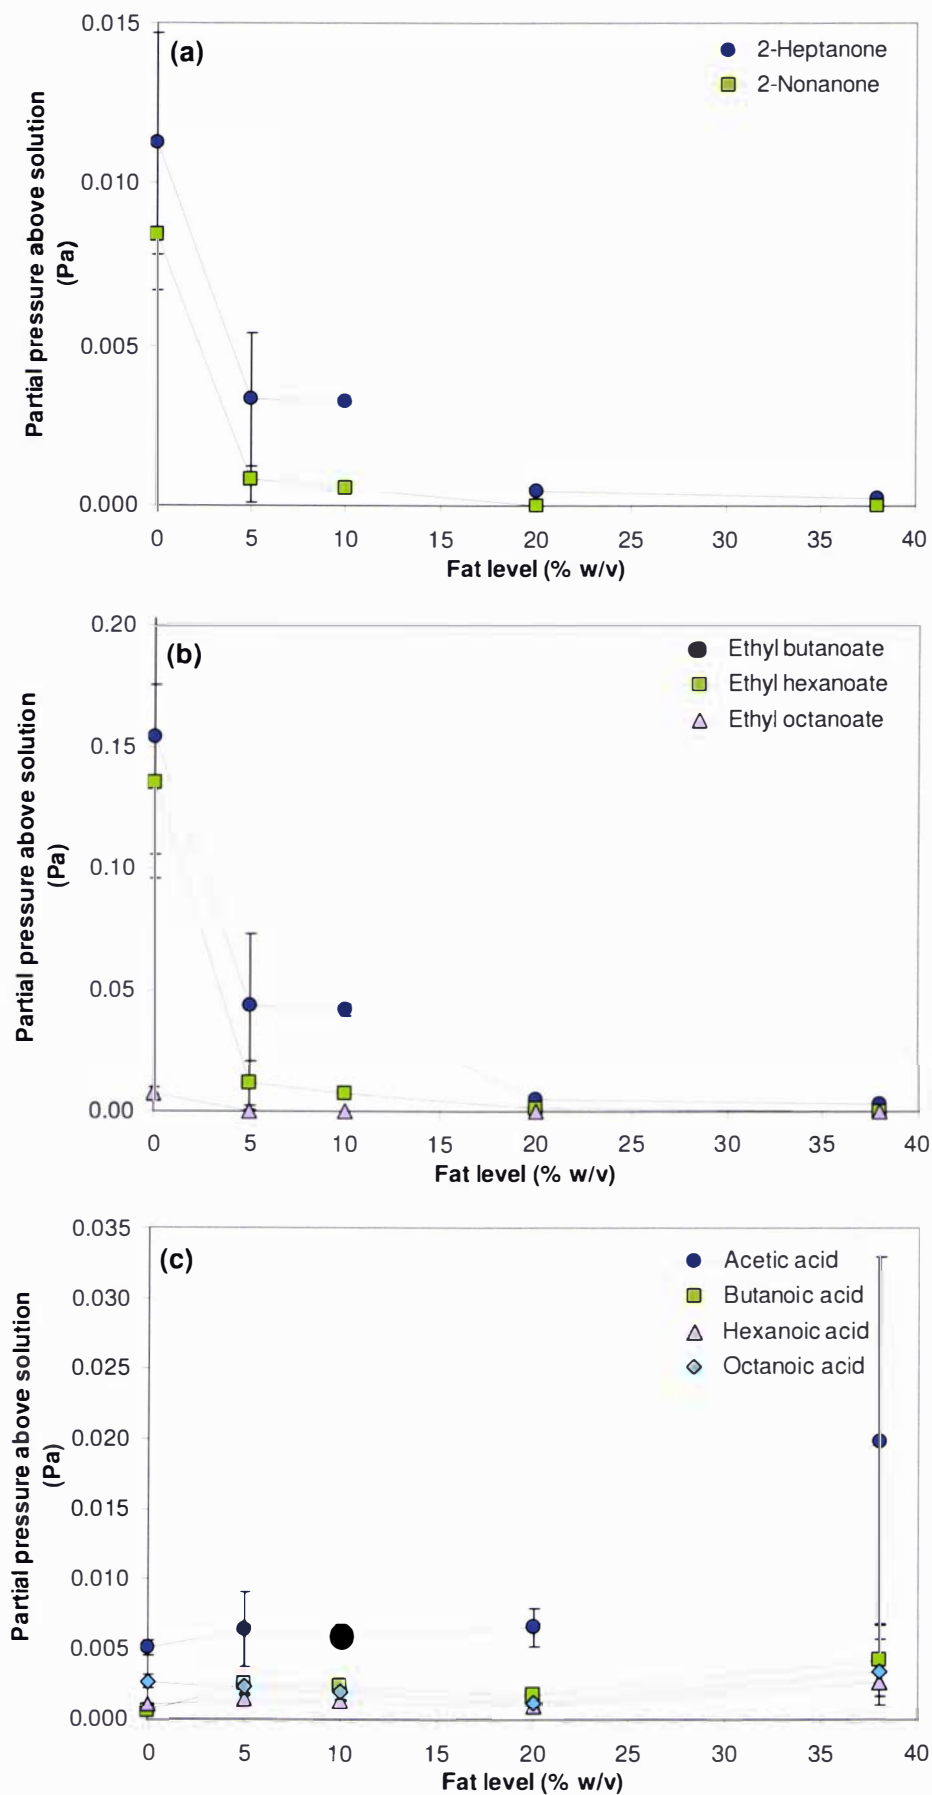 (a)
2-Heptanone
2-Nonanone
0.015
0.010
0.005
0.000
Partial pressure above solution
(Pa)
0 5 10 15 20 25 30 35 40
Fat level (% w/v)
(b)
Ethyl butanoate
Ethyl hexanoate
Ethyl octanoate
0.20
0.15
0.10
0.05
0.00
Partial pressure above solution
(Pa)
0 5 10 15 20 25 30 35 40
Fat level (% w/v)
(c)
Acetic acid
Butanoic acid
Hexanoic acid
Octanoic acid
0.035
0.030
0.025
0.020
0.015
0.010
0.005
0.000
Partial pressure above solution
(Pa)
0 5 10 15 20 25 30 35 40
Fat level (% w/v)